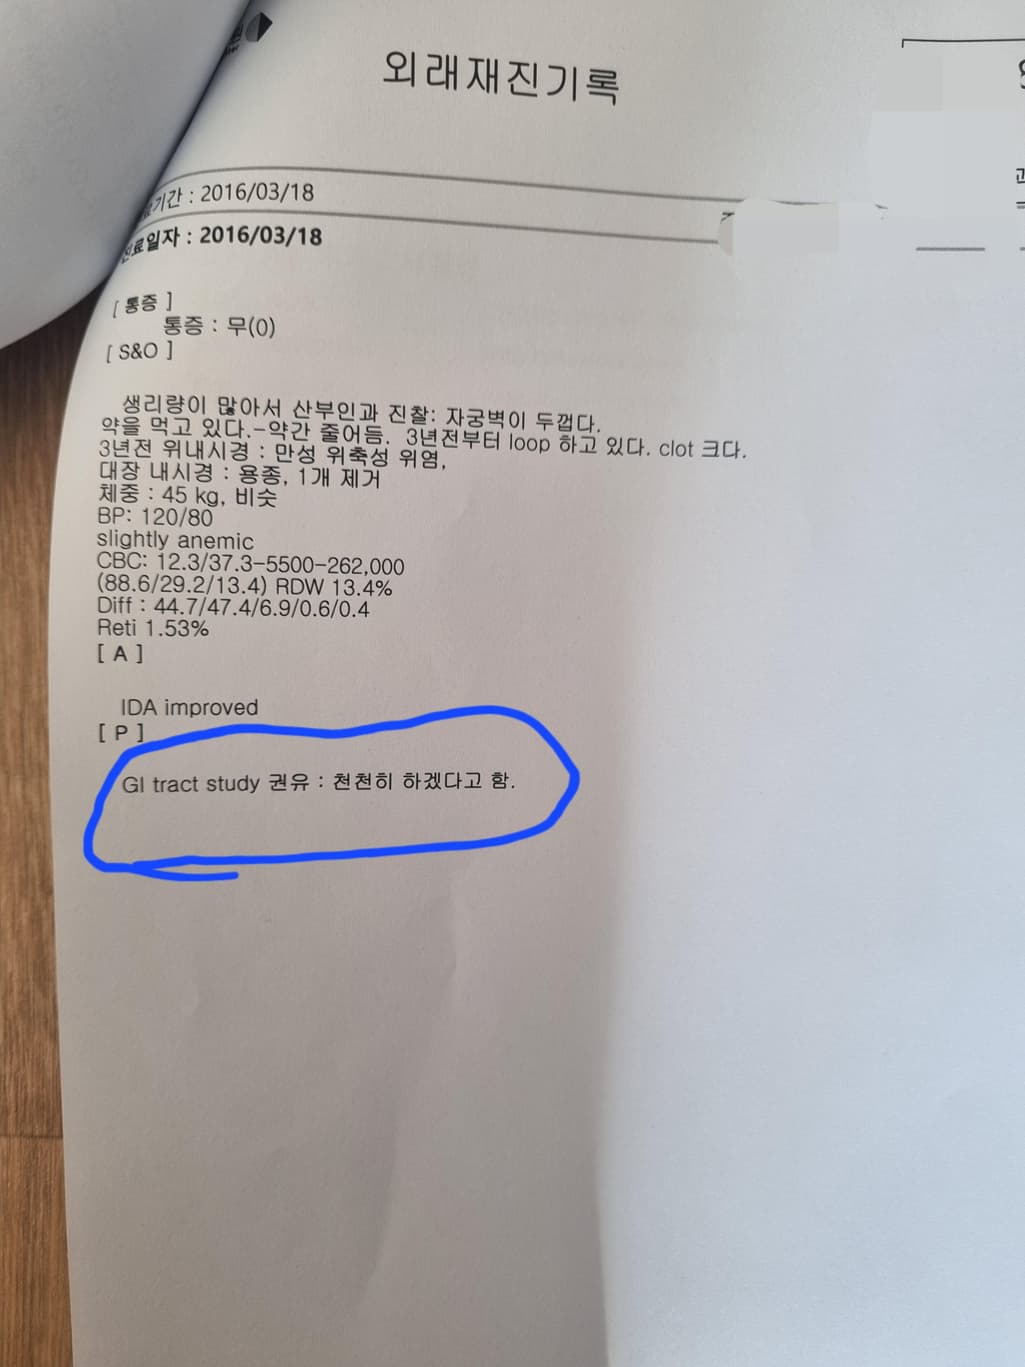 외래재진기록
기간 : 2016/03/18
진료일자 : 2016/03/18
[ 통증 ]
통증 : 무(0)
[ S&O ]
생리량이 많아서 산부인과 진찰: 자궁벽이 두껍다.
약을 먹고 있다.-약간 줄어듬. 3년전부터 loop 하고 있다. clot 크다.
3년전 위내시경 : 만성 위축성 위염,
대장 내시경 : 용종, 1개 제거
체중 : 45 kg, 비슷
BP: 120/80
slightly anemic
CBC: 12.3/37.3-5500-262,000
(88.6/29.2/13.4) RDW 13.4%
Diff : 44.7/47.4/6.9/0.6/0.4
Reti 1.53%
[ A ]
IDA improved
[ P ]
GI tract study 권유 : 천천히 하겠다고 함.